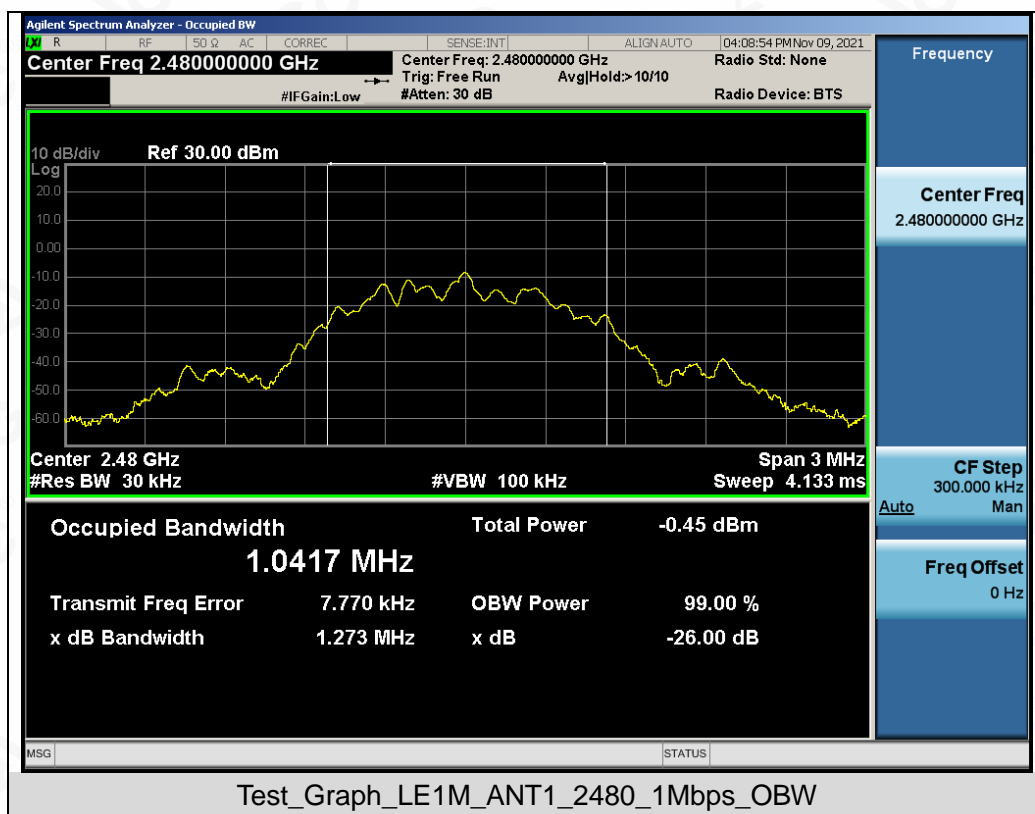 Agilent Spectrum Analyzer - Occupied BW
LXI R RF 50 Ω AC CORREC SENSE:INT ALIGN AUTO 04:08:54 PM Nov 09, 2021
Center Freq 2.480000000 GHz
Center Freq: 2.480000000 GHz
Radio Std: None
Trig: Free Run Avg|Hold:>10/10
#IFGain:Low
#Atten: 30 dB
Radio Device: BTS
10 dB/div Ref 30.00 dBm
Log
20.0
10.0
0.00
-10.0
-20.0
-30.0
-40.0
-50.0
-60.0
Center 2.48 GHz Span 3 MHz
#Res BW 30 kHz #VBW 100 kHz Sweep 4.133 ms
Occupied Bandwidth Total Power -0.45 dBm
1.0417 MHz
Transmit Freq Error 7.770 kHz OBW Power 99.00 %
x dB Bandwidth 1.273 MHz x dB -26.00 dB
Frequency
Center Freq
2.480000000 GHz
CF Step
300.000 kHz
Auto Man
Freq Offset
0 Hz
MSG STATUS
Test_Graph_LE1M_ANT1_2480_1Mbps_OBW